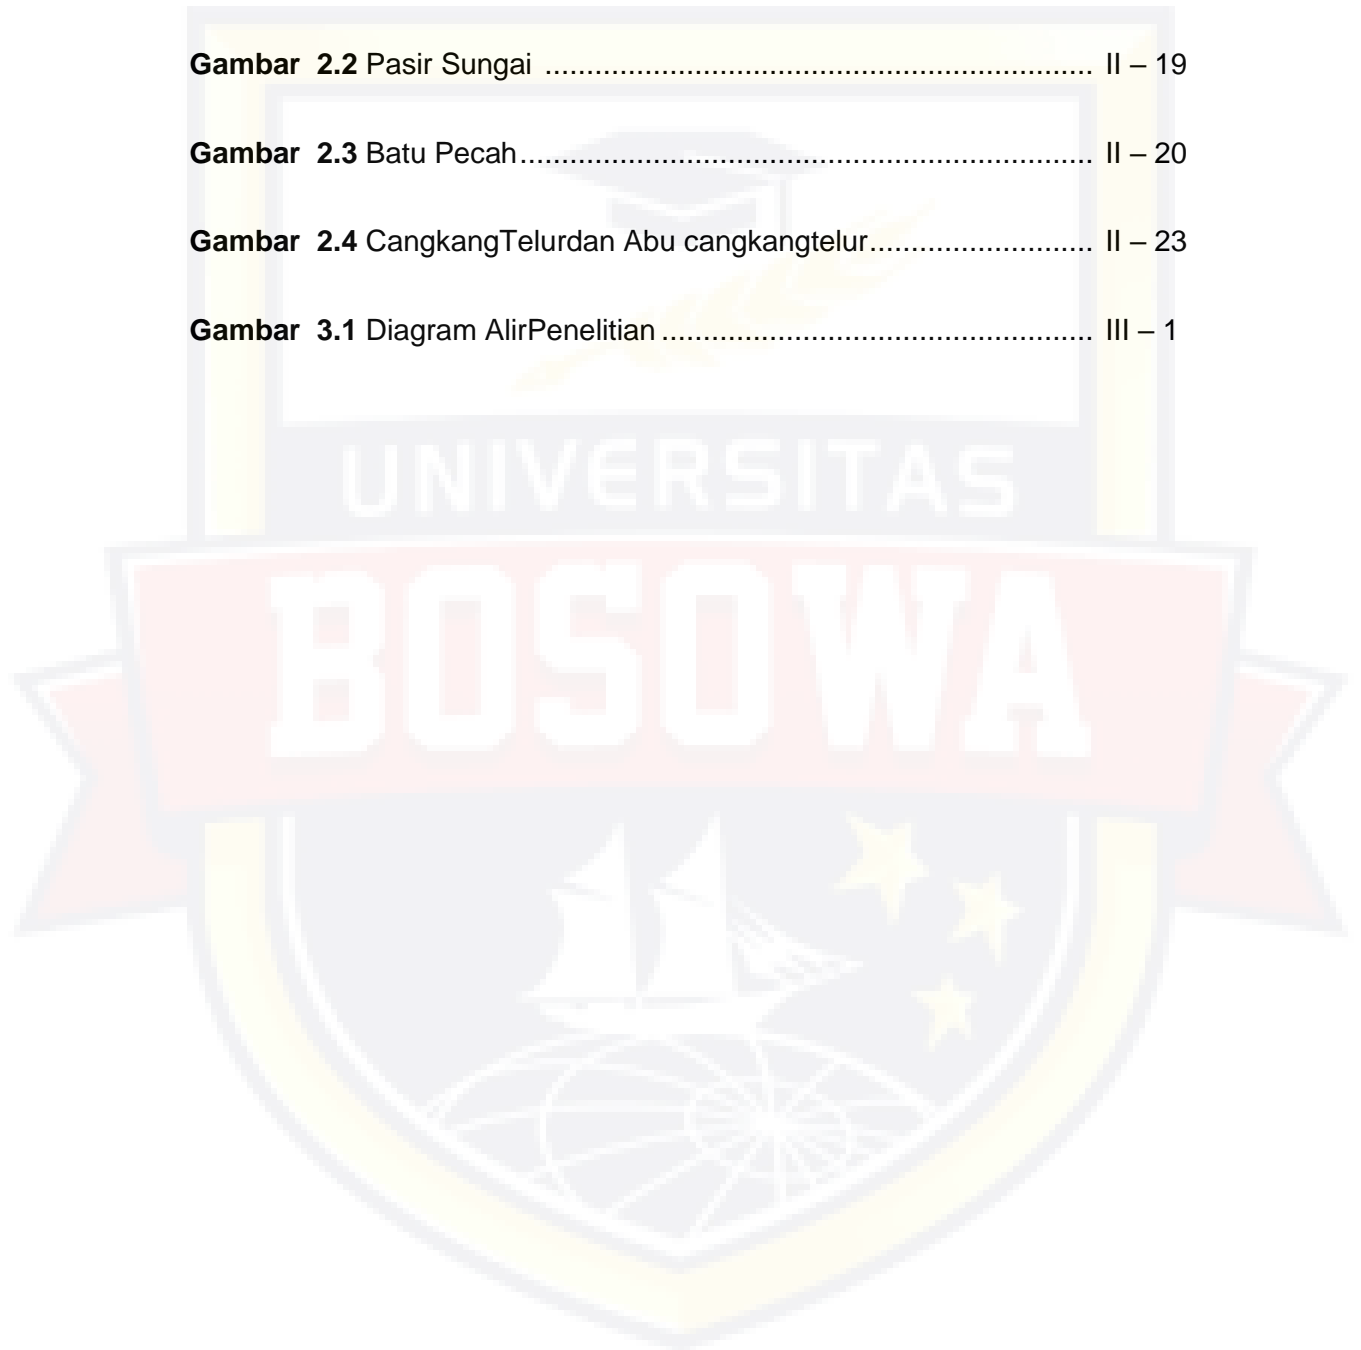 Gambar 2.2 Pasir Sungai .................................................................. II – 19
Gambar 2.3 Batu Pecah..................................................................... II – 20
Gambar 2.4 CangkangTelurdan Abu cangkangtelur........................... II – 23
Gambar 3.1 Diagram AlirPenelitian.................................................... III – 1
UNIVERSITAS
BOSOWA